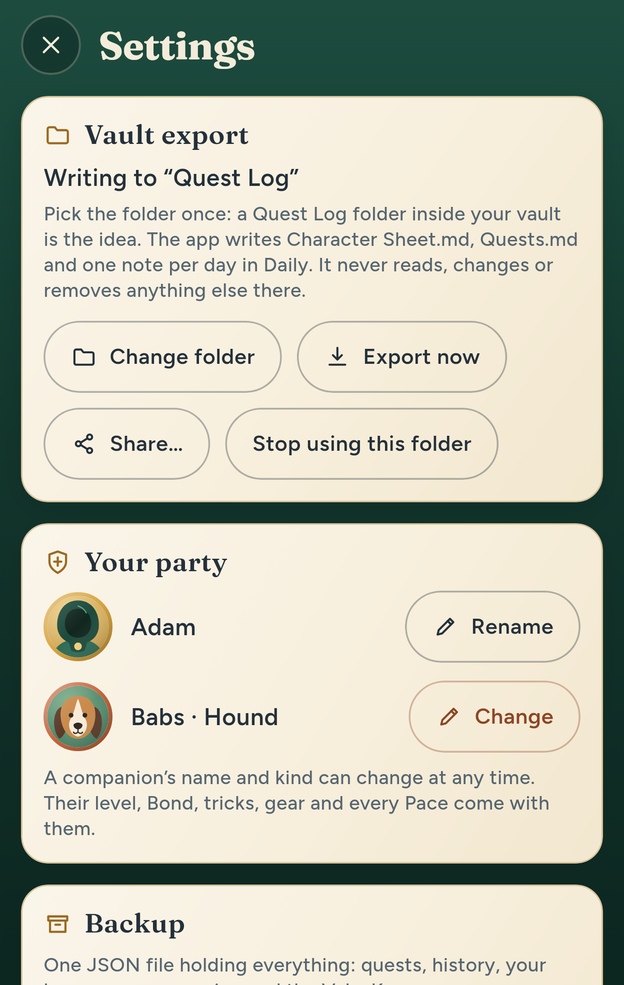 Settings
Vault export
Writing to “Quest Log”
Pick the folder once: a Quest Log folder inside your vault
is the idea. The app writes Character Sheet.md, Quests.md
and one note per day in Daily. It never reads, changes or
removes anything else there.
Change folder
Export now
Share...
Stop using this folder
Your party
Adam
Rename
Babs · Hound
Change
A companion’s name and kind can change at any time.
Their level, Bond, tricks, gear and every Pace come with
them.
Backup
One JSON file holding everything: quests, history, your